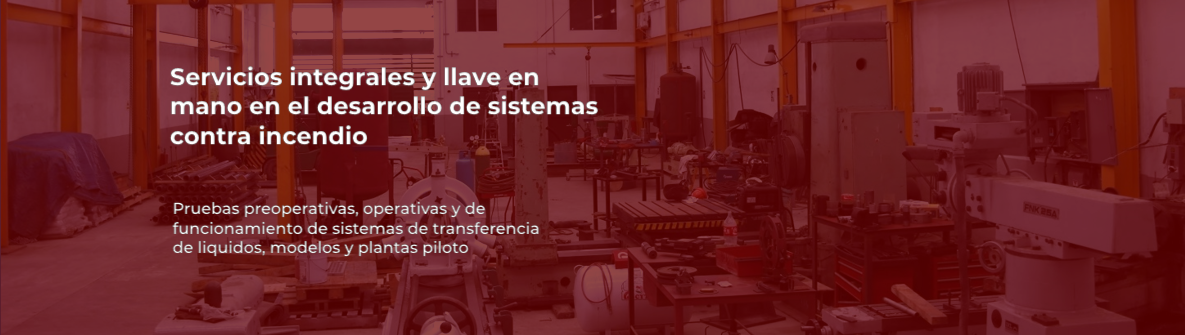 Servicios integrales y llave en
mano en el desarrollo de sistemas
contra incendio
Pruebas preoperativas, operativas y de
funcionamiento de sistemas de transferencia
de liquidos, modelos y plantas piloto